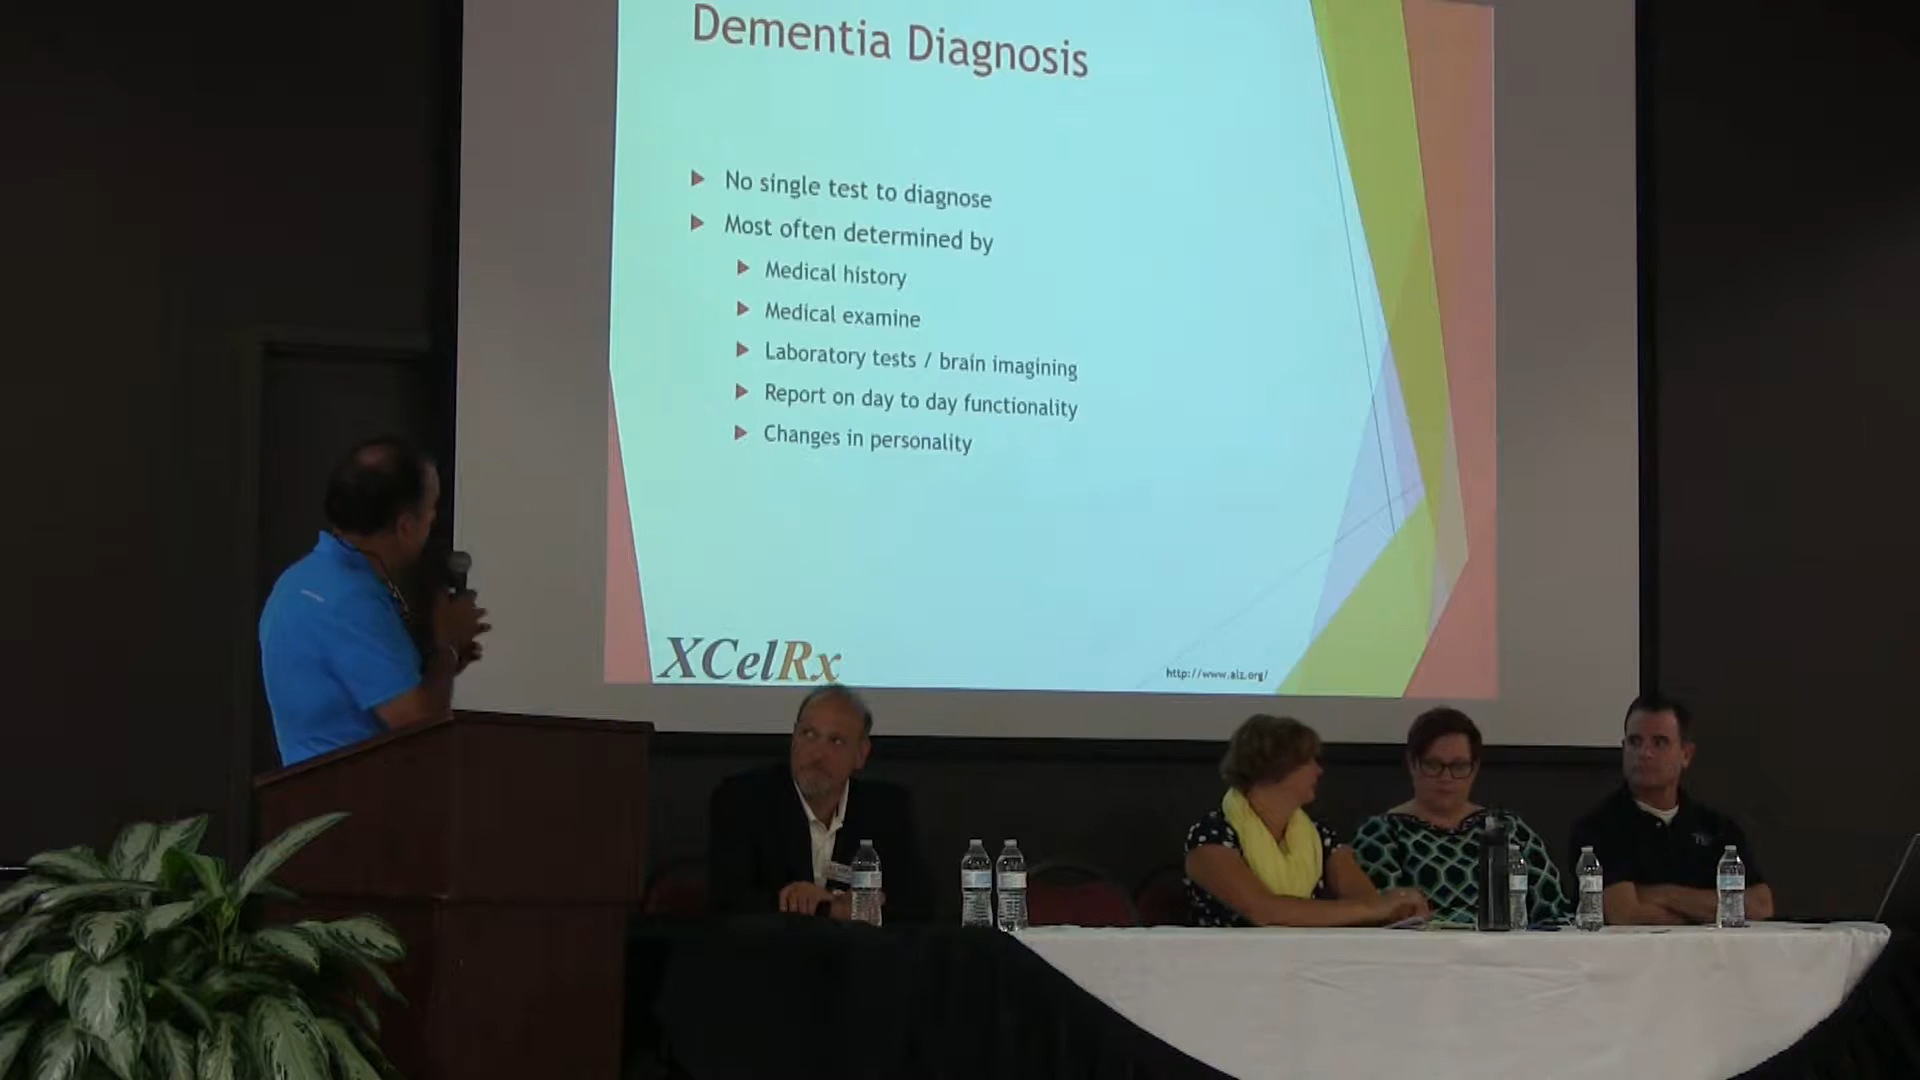 Dementia Diagnosis
No single test to diagnose
Most often determined by
Medical history
Medical examine
Laboratory tests / brain imagining
Report on day to day functionality
Changes in personality
XCelRx
http://www.alz.org/